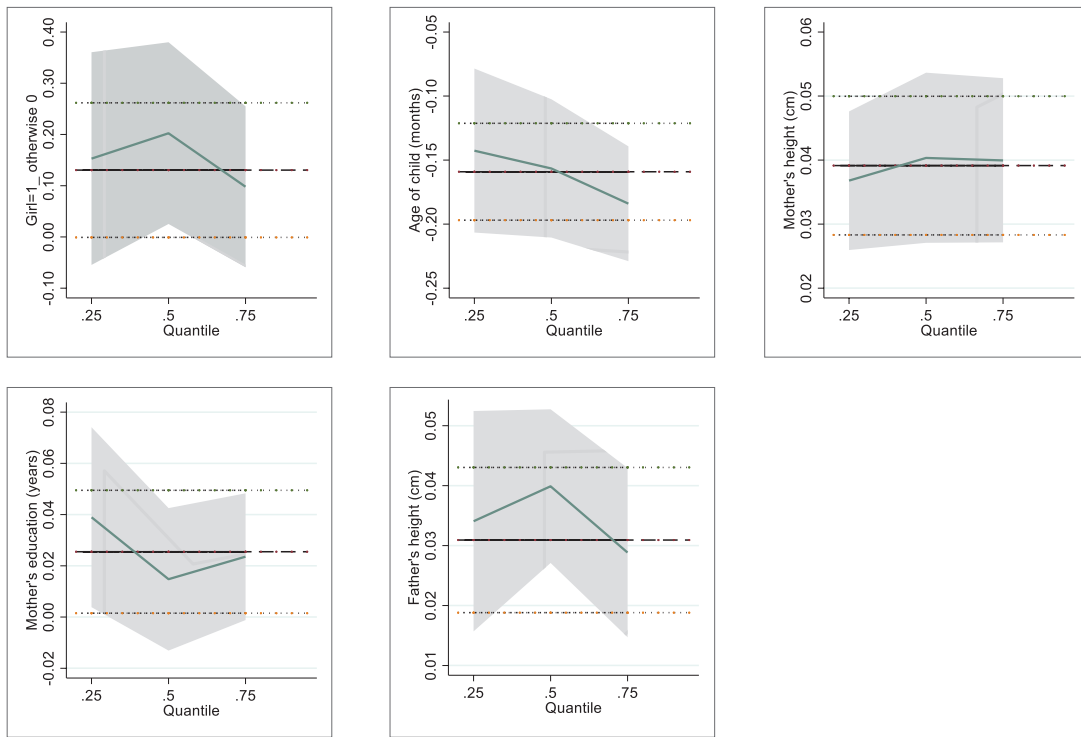 Girl=1_ otherwise 0
0.40
0.30
0.20
0.10
0.00
-0.10
.25 .5 .75
Quantile
Age of child (months)
-0.05
-0.10
-0.15
-0.20
-0.25
.25 .5 .75
Quantile
Mother's height (cm)
0.06
0.05
0.04
0.03
0.02
.25 .5 .75
Quantile
Mother's education (years)
0.08
0.06
0.04
0.02
0.00
-0.02
.25 .5 .75
Quantile
Father's height (cm)
0.05
0.04
0.03
0.02
0.01
.25 .5 .75
Quantile